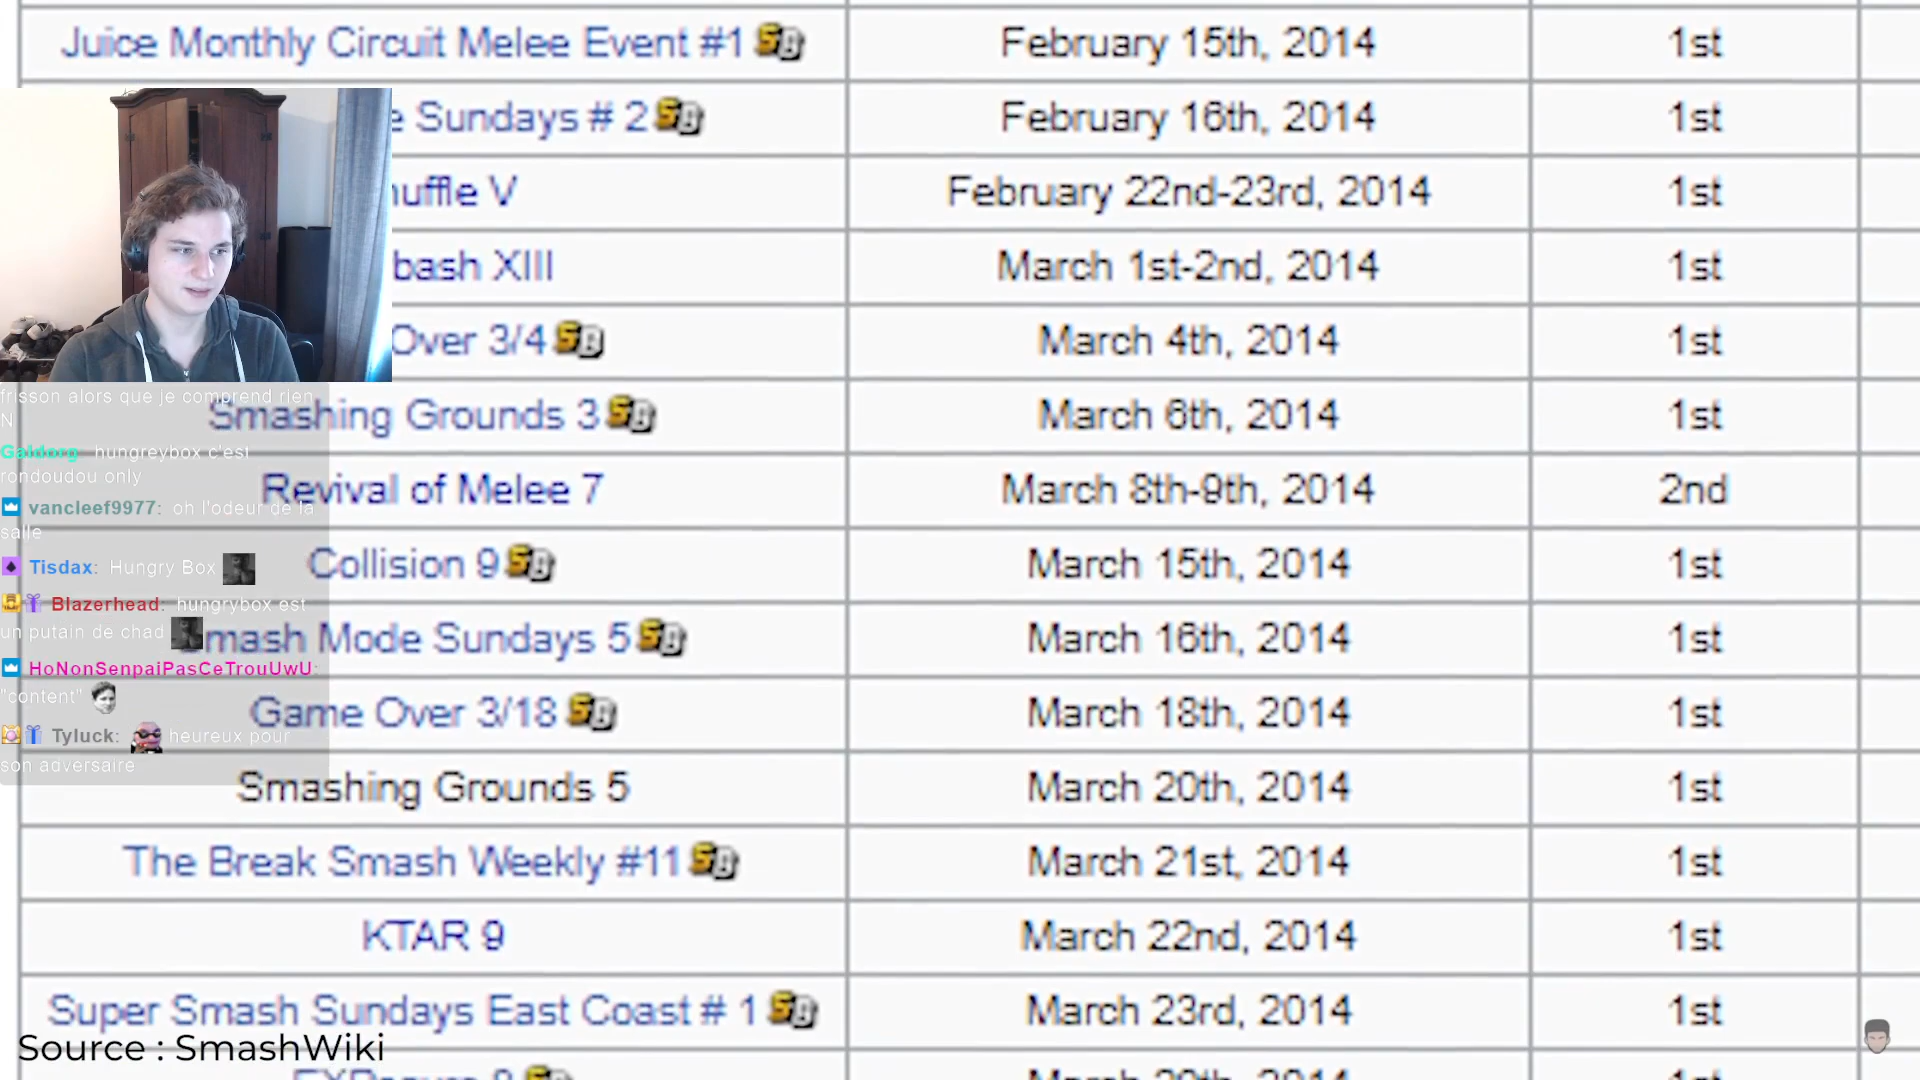 Juice Monthly Circuit Melee Event #1 February 15th, 2014 1st
e Sundays # 2 February 16th, 2014 1st
uffle V February 22nd-23rd, 2014 1st
bash XIII March 1st-2nd, 2014 1st
Over 3/4 March 4th, 2014 1st
frisson alors que je comprend rien
N
Smashing Grounds 3 March 6th, 2014 1st
Galdorg hungreybox c'est
rondoudou only
Revival of Melee 7 March 8th-9th, 2014 2nd
vancleef9977: oh l'odeur de la
salle
Collision 9 March 15th, 2014 1st
Tisdax: Hungry Box
Blazerhead: hungrybox est
un putain de chad
mash Mode Sundays 5 March 16th, 2014 1st
HoNonSenpaiPasCeTrouUwU:
"content"
Game Over 3/18 March 18th, 2014 1st
Tyluck: heureux pour
son adversaire
Smashing Grounds 5 March 20th, 2014 1st
The Break Smash Weekly #11 March 21st, 2014 1st
KTAR 9 March 22nd, 2014 1st
Super Smash Sundays East Coast # 1 March 23rd, 2014 1st
Source : SmashWiki